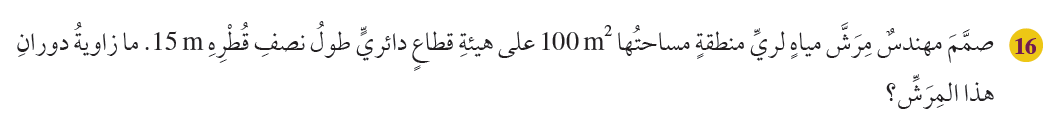 16 صمَّمَ مهندسٌ مِرَشَّ مياهٍ لريِّ منطقةٍ مساحتُها 100 m² على هيئةِ قطاعٍ دائريٍّ طولُ نصفِ قُطْرِهِ 15 m. ما زاويةُ دورانِ
هذا المِرَشِّ؟